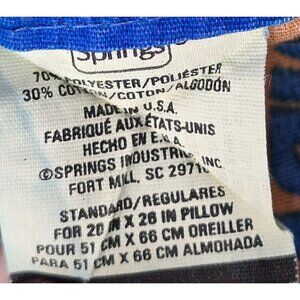 Springs
70% POLYESTER/POLIÉSTER
30% COTTON/COTON/ALGODÓN
MADE IN U.S.A.
FABRIQUÉ AUX ÉTATS-UNIS
HECHO EN E.U.A.
©SPRINGS INDUSTRIES, INC.
FORT MILL, SC 29716
STANDARD/REGULARES
FOR 20 IN X 26 IN PILLOW
POUR 51 CM X 66 CM OREILLER
PARA 51 CM X 66 CM ALMOHADA